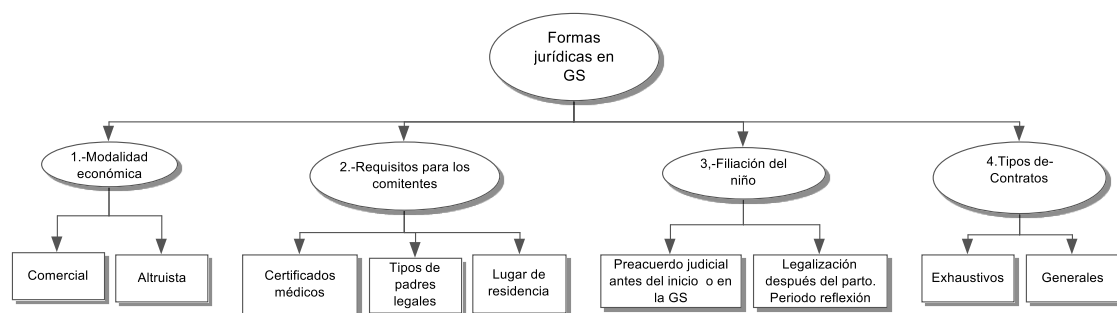 Formas
jurídicas en
GS
1.-Modalidad
económica
2.-Requisitos para los
comitentes
3,-Filiación del
niño
4.Tipos de-
Contratos
Comercial
Altruista
Certificados
médicos
Tipos de
padres
legales
Lugar de
residencia
Preacuerdo judicial
antes del inicio o en
la GS
Legalización
después del parto.
Periodo reflexión
Exhaustivos
Generales